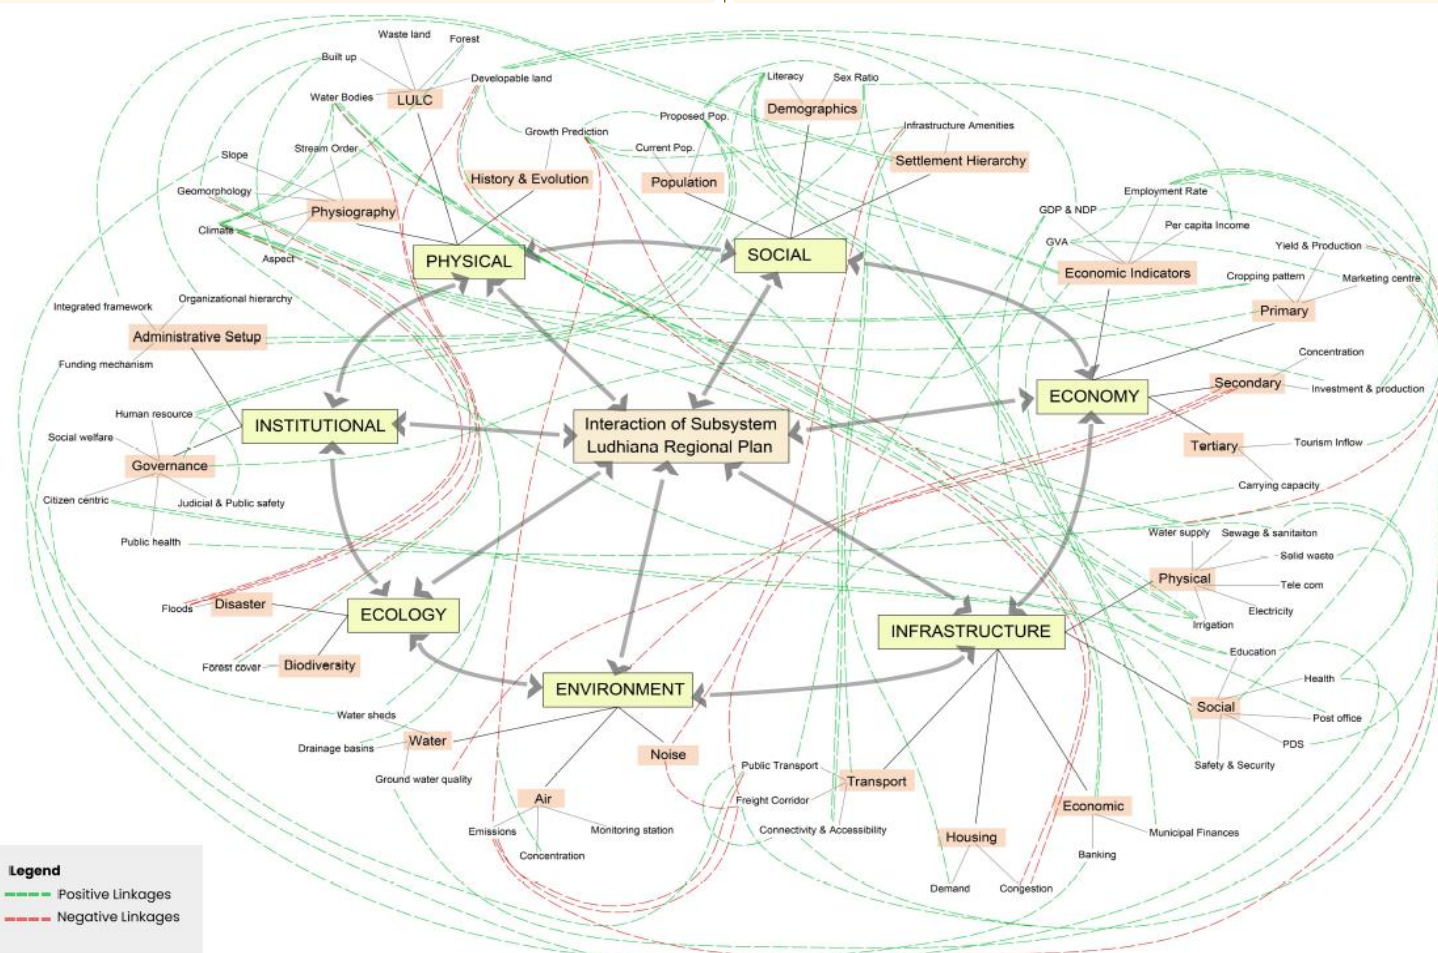 Waste land
Forest
Built up
Developable land
Water Bodies
LULC
Literacy
Sex Ratio
Demographics
Proposed Pop.
Infrastructure Amenities
Growth Prediction
Current Pop.
Settlement Hierarchy
Stream Order
Slope
History & Evolution
Population
Geomorphology
Physiography
Climate
Aspect
Employment Rate
GDP & NDP
Per capita Income
GVA
Yield & Production
PHYSICAL
SOCIAL
Economic Indicators
Cropping pattern
Marketing centre
Primary
Integrated framework
Organizational hierarchy
Administrative Setup
Funding mechanism
Concentration
Secondary
Investment & production
ECONOMY
Human resource
INSTITUTIONAL
Interaction of Subsystem
Ludhiana Regional Plan
Social welfare
Governance
Tertiary
Tourism Inflow
Carrying capacity
Citizen centric
Judicial & Public safety
Public health
Water supply
Sewage & sanitaiton
Solid waste
Physical
Tele com
Electricity
Irrigation
Floods
Disaster
ECOLOGY
INFRASTRUCTURE
Forest cover
Biodiversity
Education
Health
Social
Post office
PDS
Safety & Security
ENVIRONMENT
Water sheds
Drainage basins
Water
Ground water quality
Noise
Air
Emissions
Monitoring station
Concentration
Public Transport
Transport
Freight Corridor
Connectivity & Accessibility
Economic
Housing
Municipal Finances
Banking
Demand
Congestion
Legend
Positive Linkages
Negative Linkages